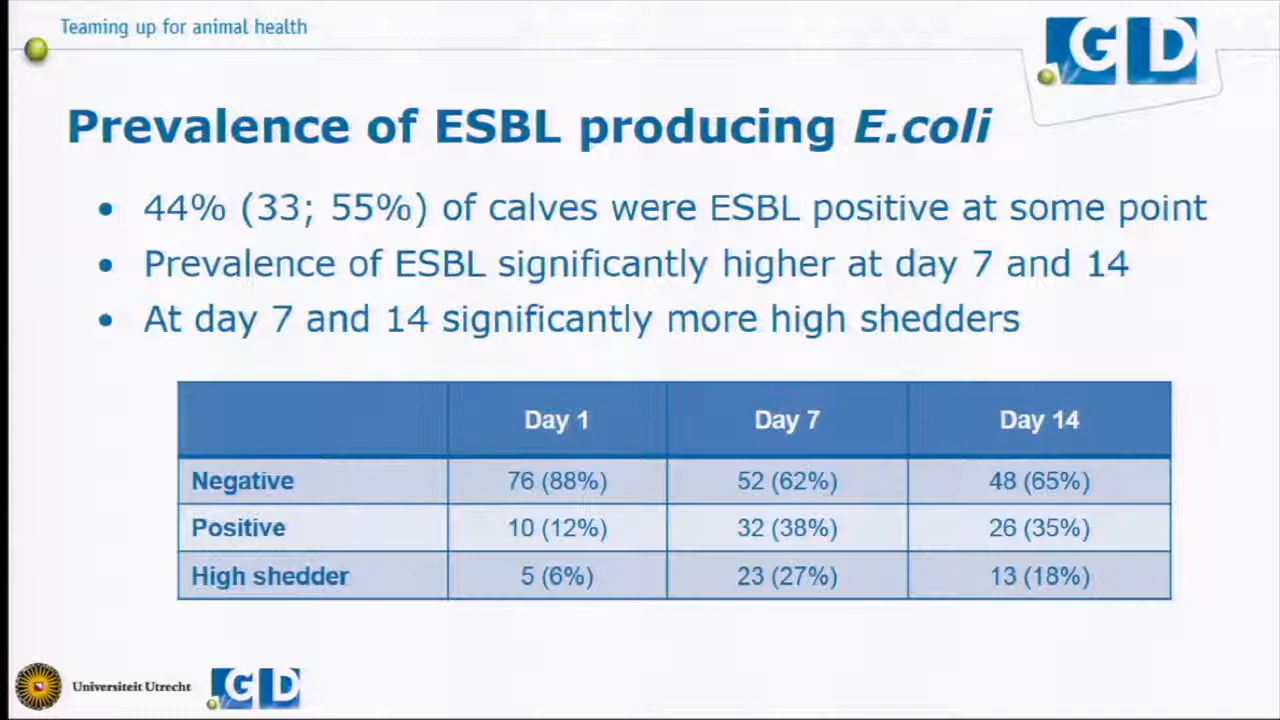 Teaming up for animal health
GD
Prevalence of ESBL producing E.coli
• 44% (33; 55%) of calves were ESBL positive at some point
• Prevalence of ESBL significantly higher at day 7 and 14
• At day 7 and 14 significantly more high shedders
Day 1 Day 7 Day 14
Negative 76 (88%) 52 (62%) 48 (65%)
Positive 10 (12%) 32 (38%) 26 (35%)
High shedder 5 (6%) 23 (27%) 13 (18%)
Universiteit Utrecht GD